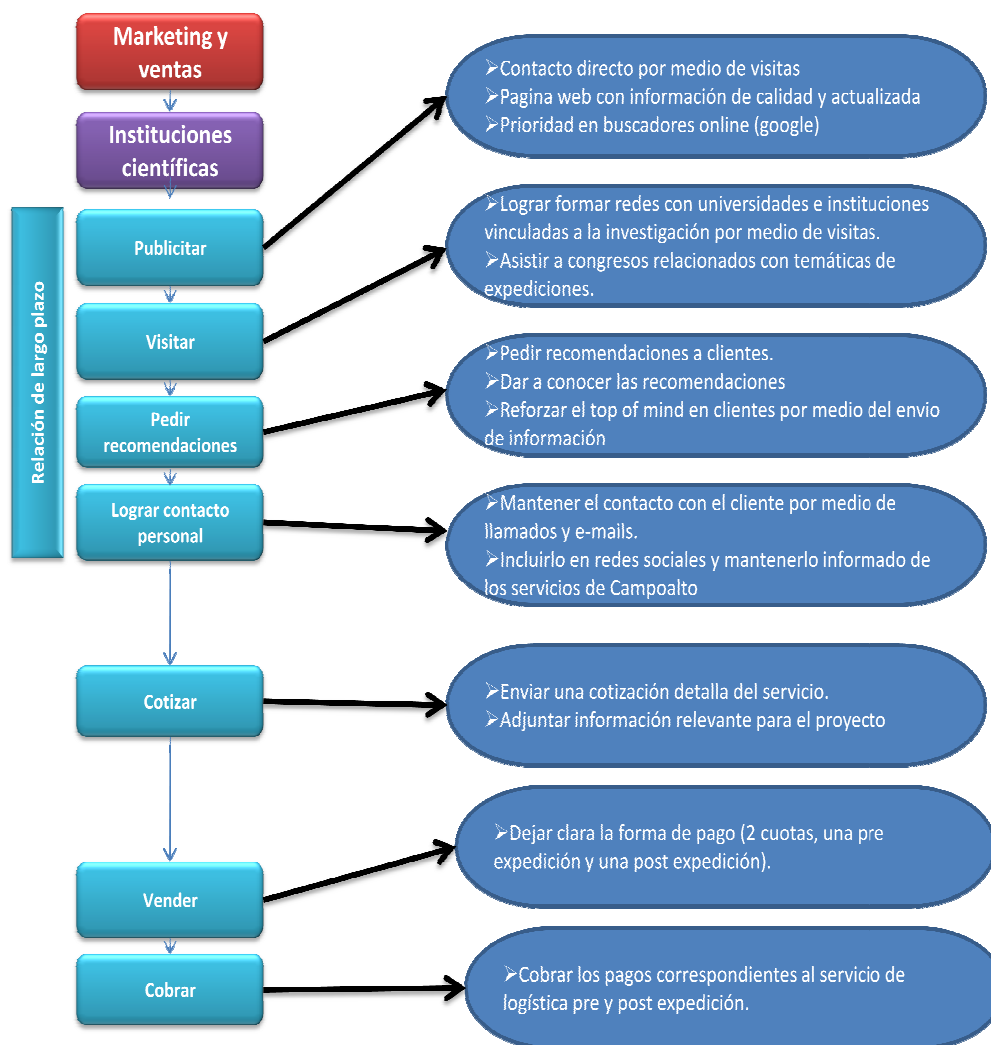 Marketing y
ventas
Instituciones
científicas
Relación de largo plazo
Publicitar
➢Contacto directo por medio de visitas
➢Pagina web con información de calidad y actualizada
➢Prioridad en buscadores online (google)
Visitar
➢Lograr formar redes con universidades e instituciones
vinculadas a la investigación por medio de visitas.
➢Asistir a congresos relacionados con temáticas de
expediciones.
Pedir
recomendaciones
➢Pedir recomendaciones a clientes.
➢Dar a conocer las recomendaciones
➢Reforzar el top of mind en clientes por medio del envio
de información
Lograr contacto
personal
➢Mantener el contacto con el cliente por medio de
llamados y e-mails.
➢Incluirlo en redes sociales y mantenerlo informado de
los servicios de Campoalto
Cotizar
➢Enviar una cotización detalla del servicio.
➢Adjuntar información relevante para el proyecto
Vender
➢Dejar clara la forma de pago (2 cuotas, una pre
expedición y una post expedición).
Cobrar
➢Cobrar los pagos correspondientes al servicio de
logística pre y post expedición.